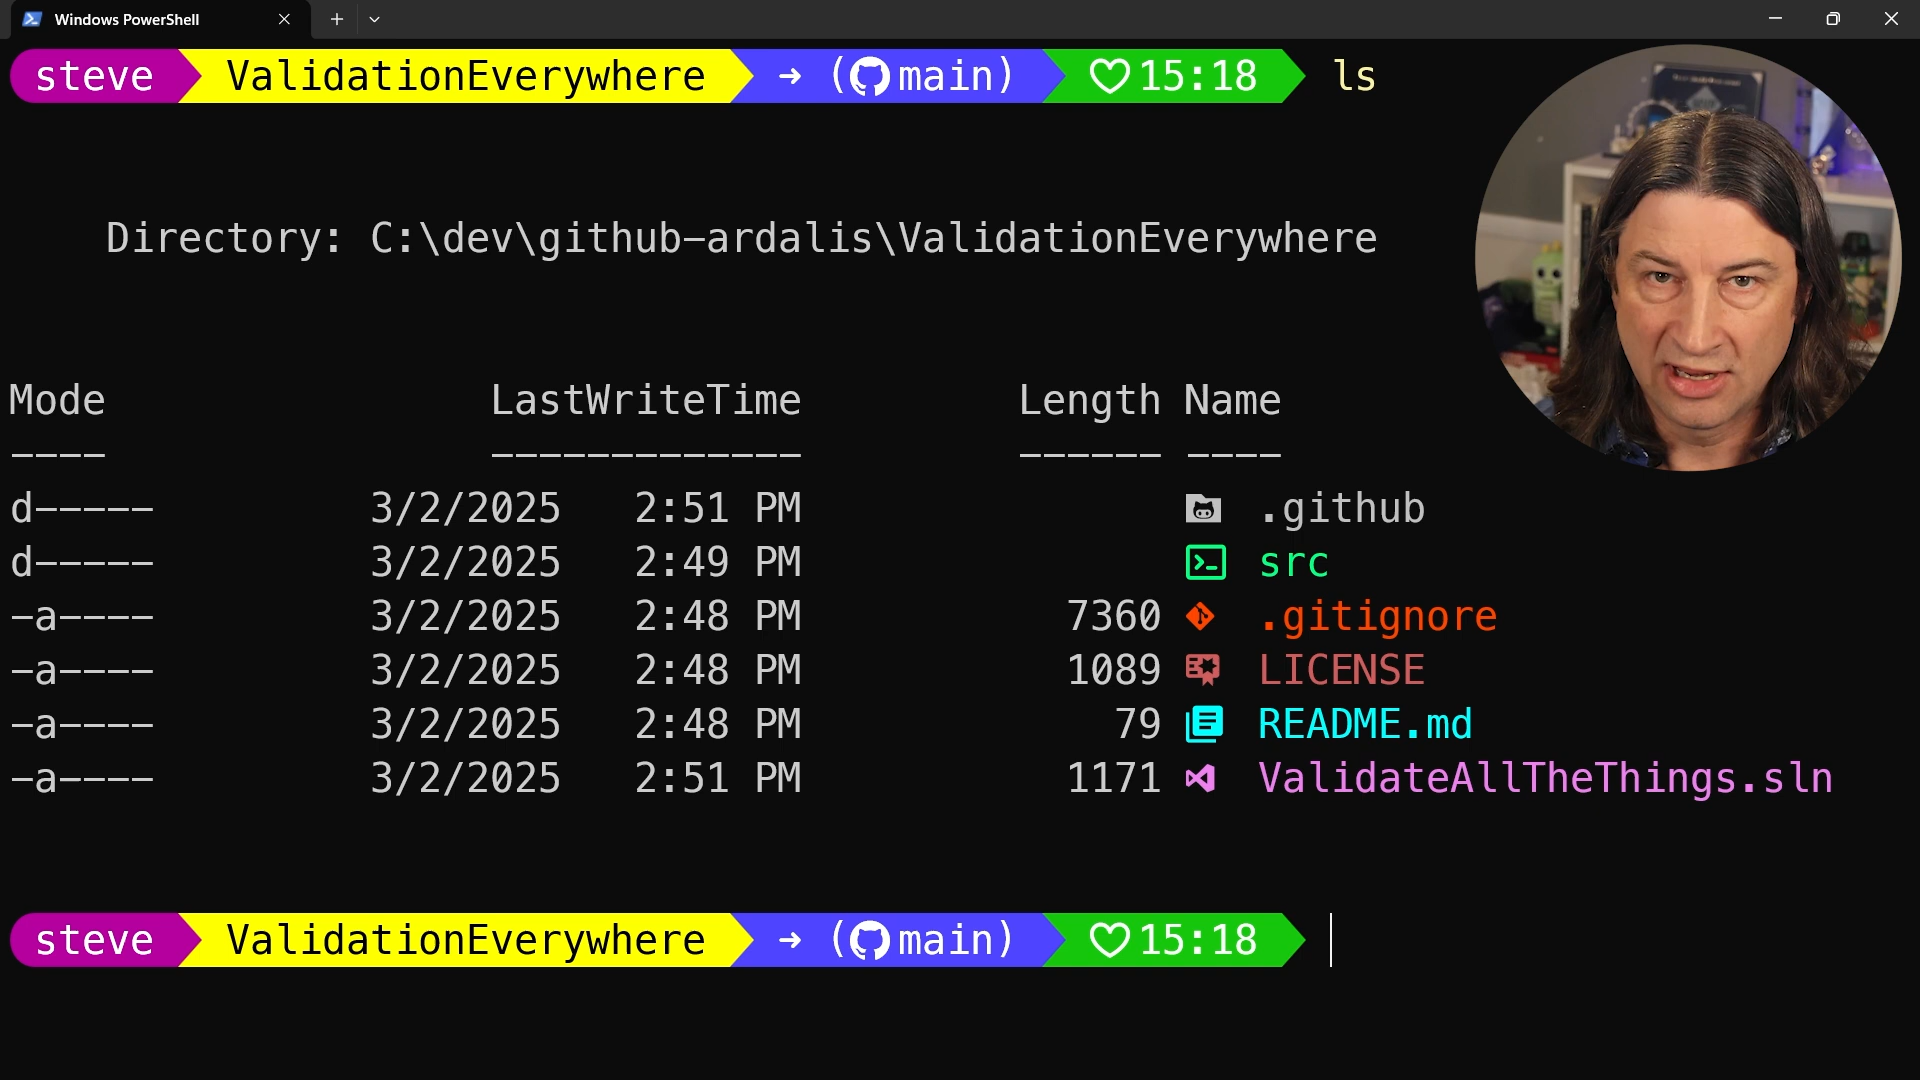 Windows PowerShell
steve ValidationEverywhere → (main) ♡15:18 ls
Directory: C:\dev\github-ardalis\ValidationEverywhere
Mode LastWriteTime Length Name
---- ------------- ------ ----
d----- 3/2/2025 2:51 PM .github
d----- 3/2/2025 2:49 PM src
-a---- 3/2/2025 2:48 PM 7360 .gitignore
-a---- 3/2/2025 2:48 PM 1089 LICENSE
-a---- 3/2/2025 2:48 PM 79 README.md
-a---- 3/2/2025 2:51 PM 1171 ValidateAllTheThings.sln
steve ValidationEverywhere → (main) ♡15:18